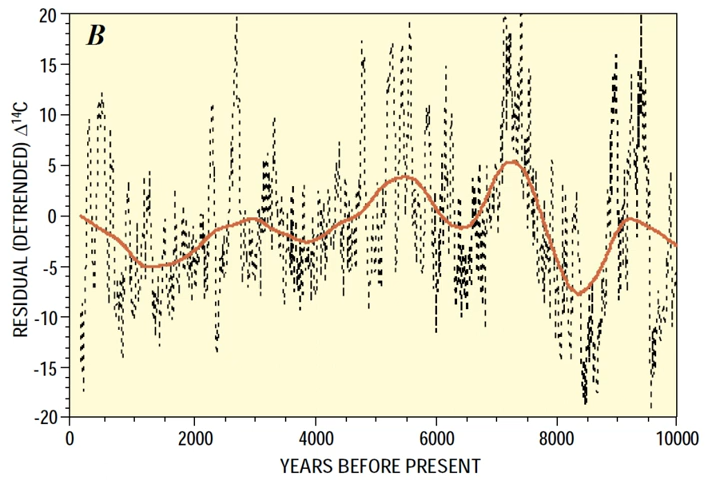 B
20
15
10
5
0
-5
-10
-15
-20
RESIDUAL (DETRENDED) Δ¹⁴C
0 2000 4000 6000 8000 10000
YEARS BEFORE PRESENT